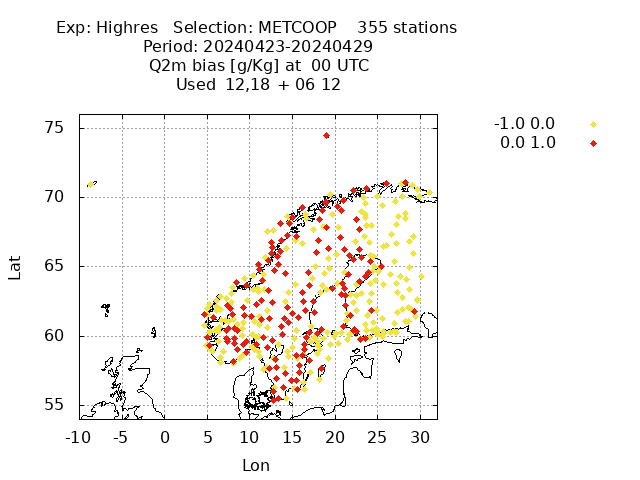 Exp: Highres   Selection: METCOOP    355 stations
Period: 20240423-20240429
Q2m bias [g/Kg] at  00 UTC
Used  12,18 + 06 12
-1.0 0.0
0.0 1.0
75
70
65
60
55
Lat
-10 -5 0 5 10 15 20 25 30
Lon